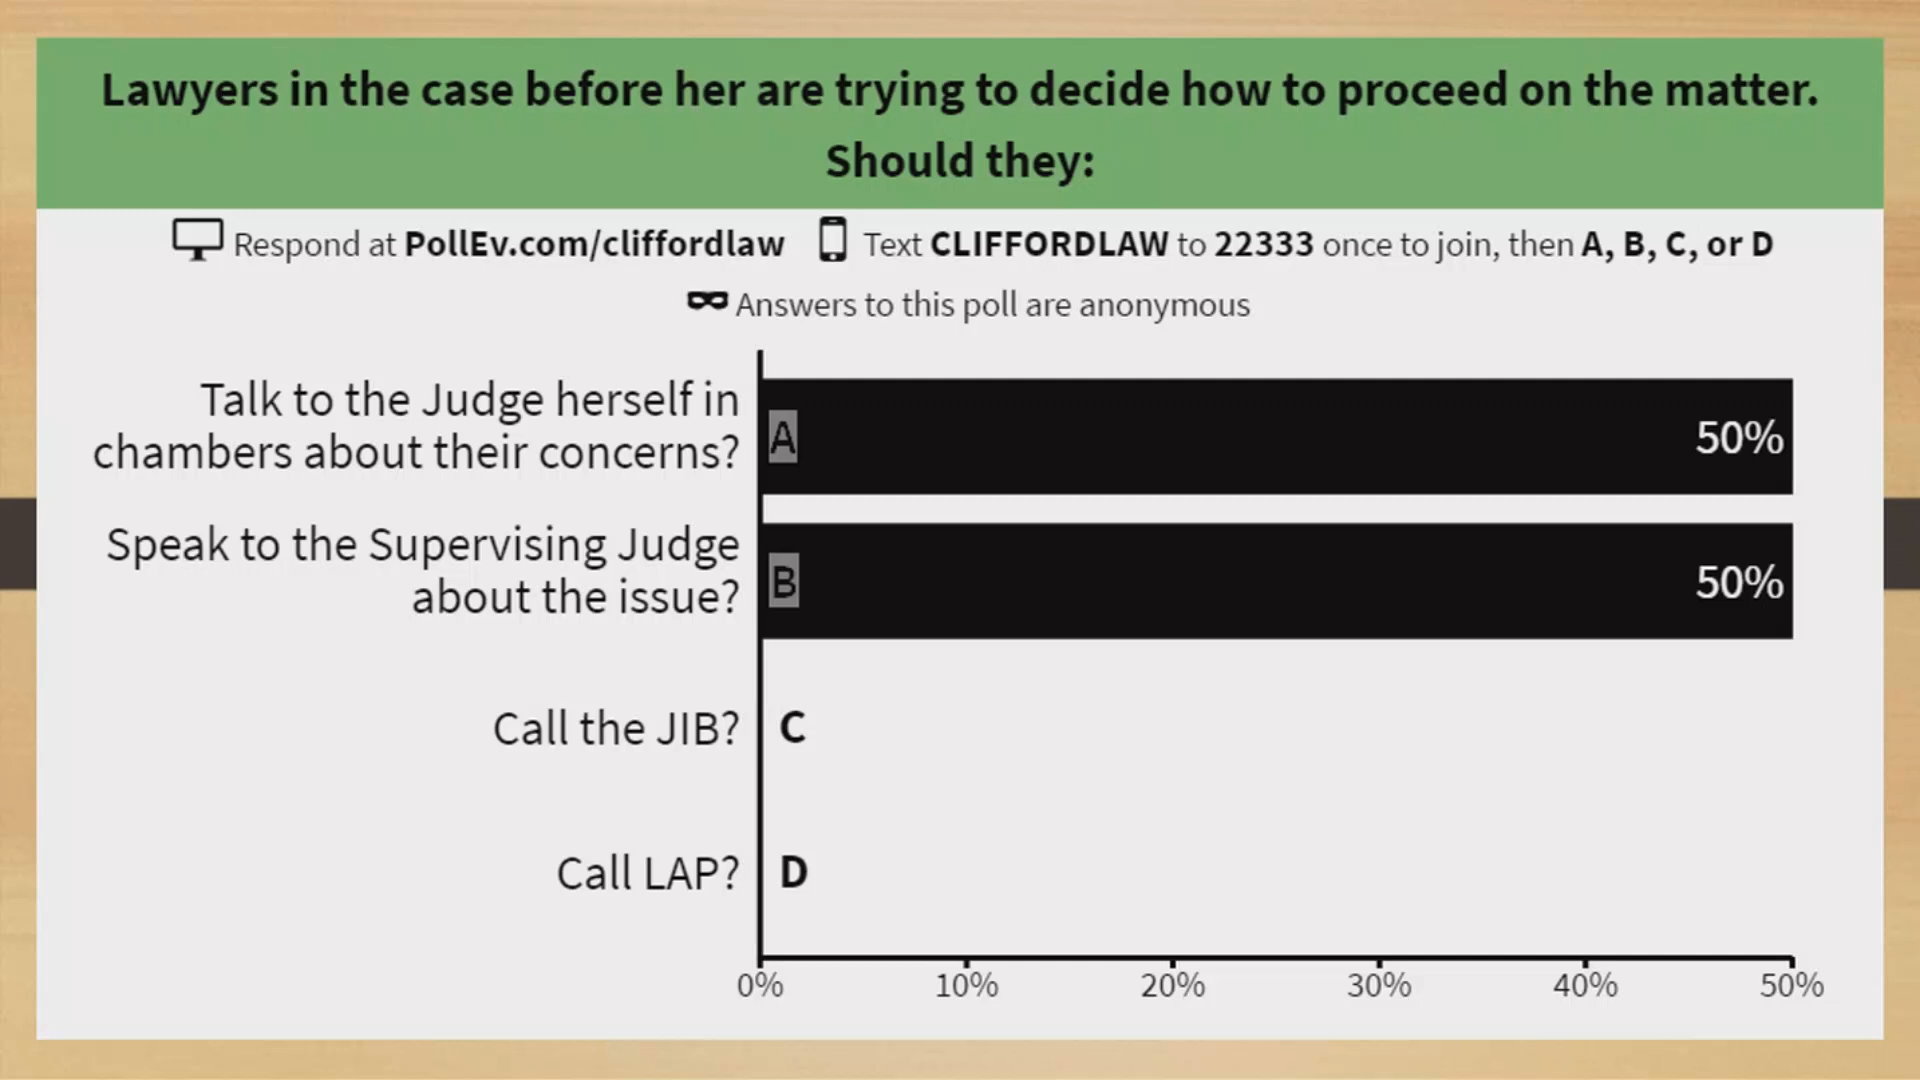 Lawyers in the case before her are trying to decide how to proceed on the matter.
Should they:
Respond at PollEv.com/cliffordlaw Text CLIFFORDLAW to 22333 once to join, then A, B, C, or D
Answers to this poll are anonymous
Talk to the Judge herself in
chambers about their concerns?
A 50%
Speak to the Supervising Judge
about the issue?
B 50%
Call the JIB? C
Call LAP? D
0% 10% 20% 30% 40% 50%